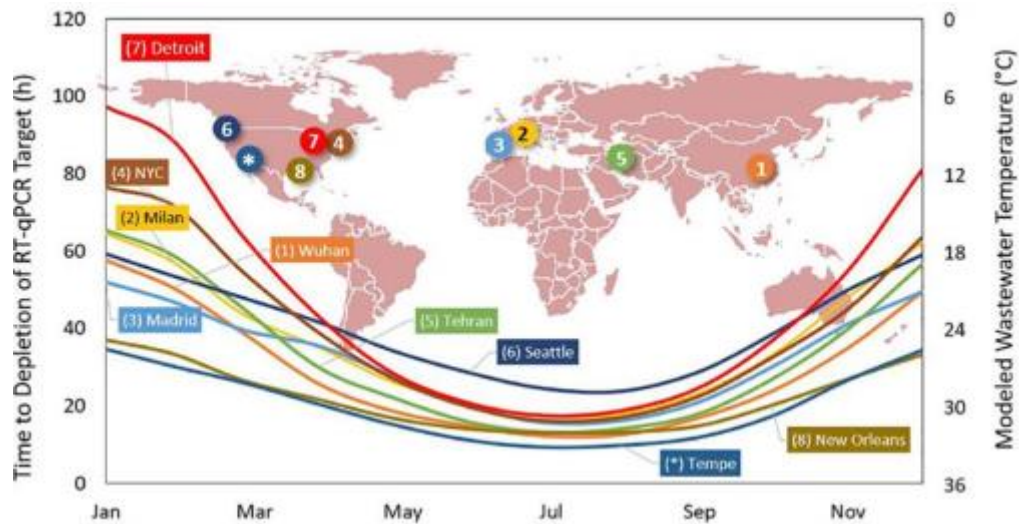 120
100
80
60
40
20
0
Time to Depletion of RT-qPCR Target (h)
0
6
12
18
24
30
36
Modeled Wastewater Temperature (°C)
(7) Detroit
(4) NYC
(2) Milan
(1) Wuhan
(3) Madrid
(5) Tehran
(6) Seattle
(8) New Orleans
(*) Tempe
6
*
7
4
8
3
2
5
1
Jan Mar May Jul Sep Nov